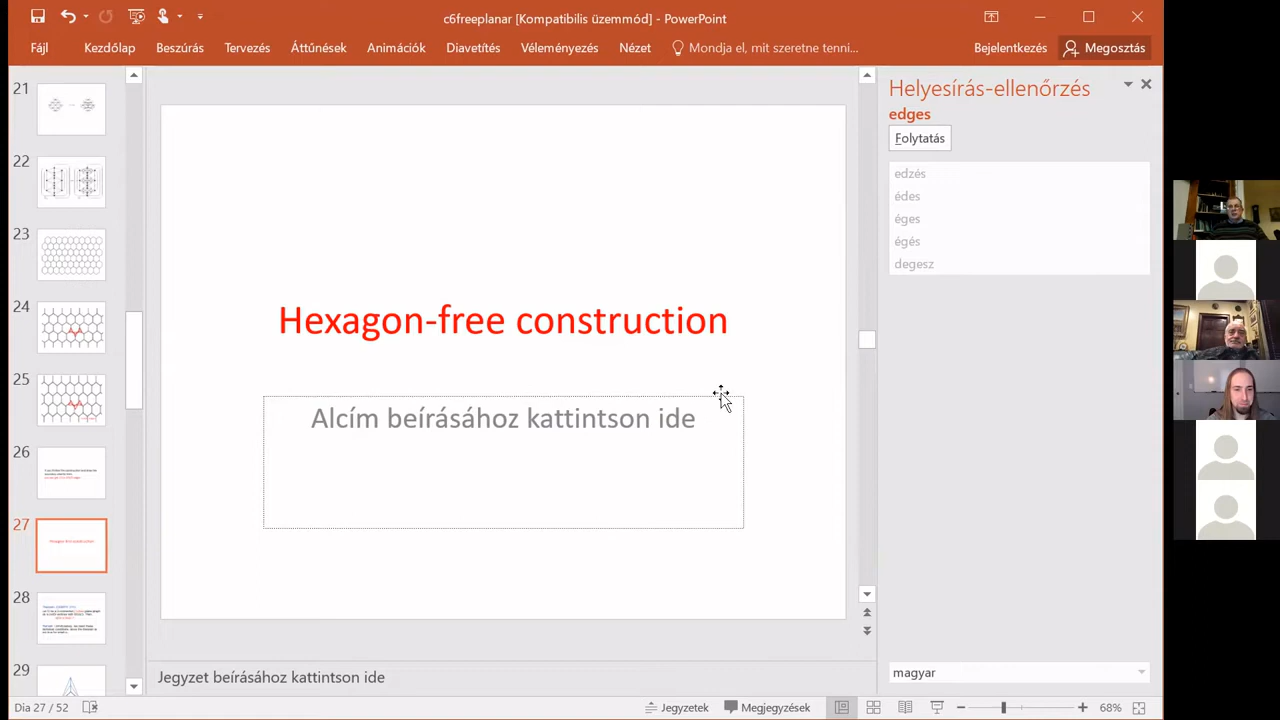 c6freeplanar [Kompatibilis üzemmód] - PowerPoint
Fájl Kezdőlap Beszúrás Tervezés Áttűnések Animációk Diavetítés Véleményezés Nézet Mondja el, mit szeretne tenni... Bejelentkezés Megosztás
21
22
23
24
25
26
27
28
29
Hexagon-free construction
Alcím beírásához kattintson ide
Jegyzet beírásához kattintson ide
Helyesírás-ellenőrzés
edges
Folytatás
edzés
édes
éges
égés
degesz
magyar
Dia 27 / 52 Jegyzetek Megjegyzések 68%